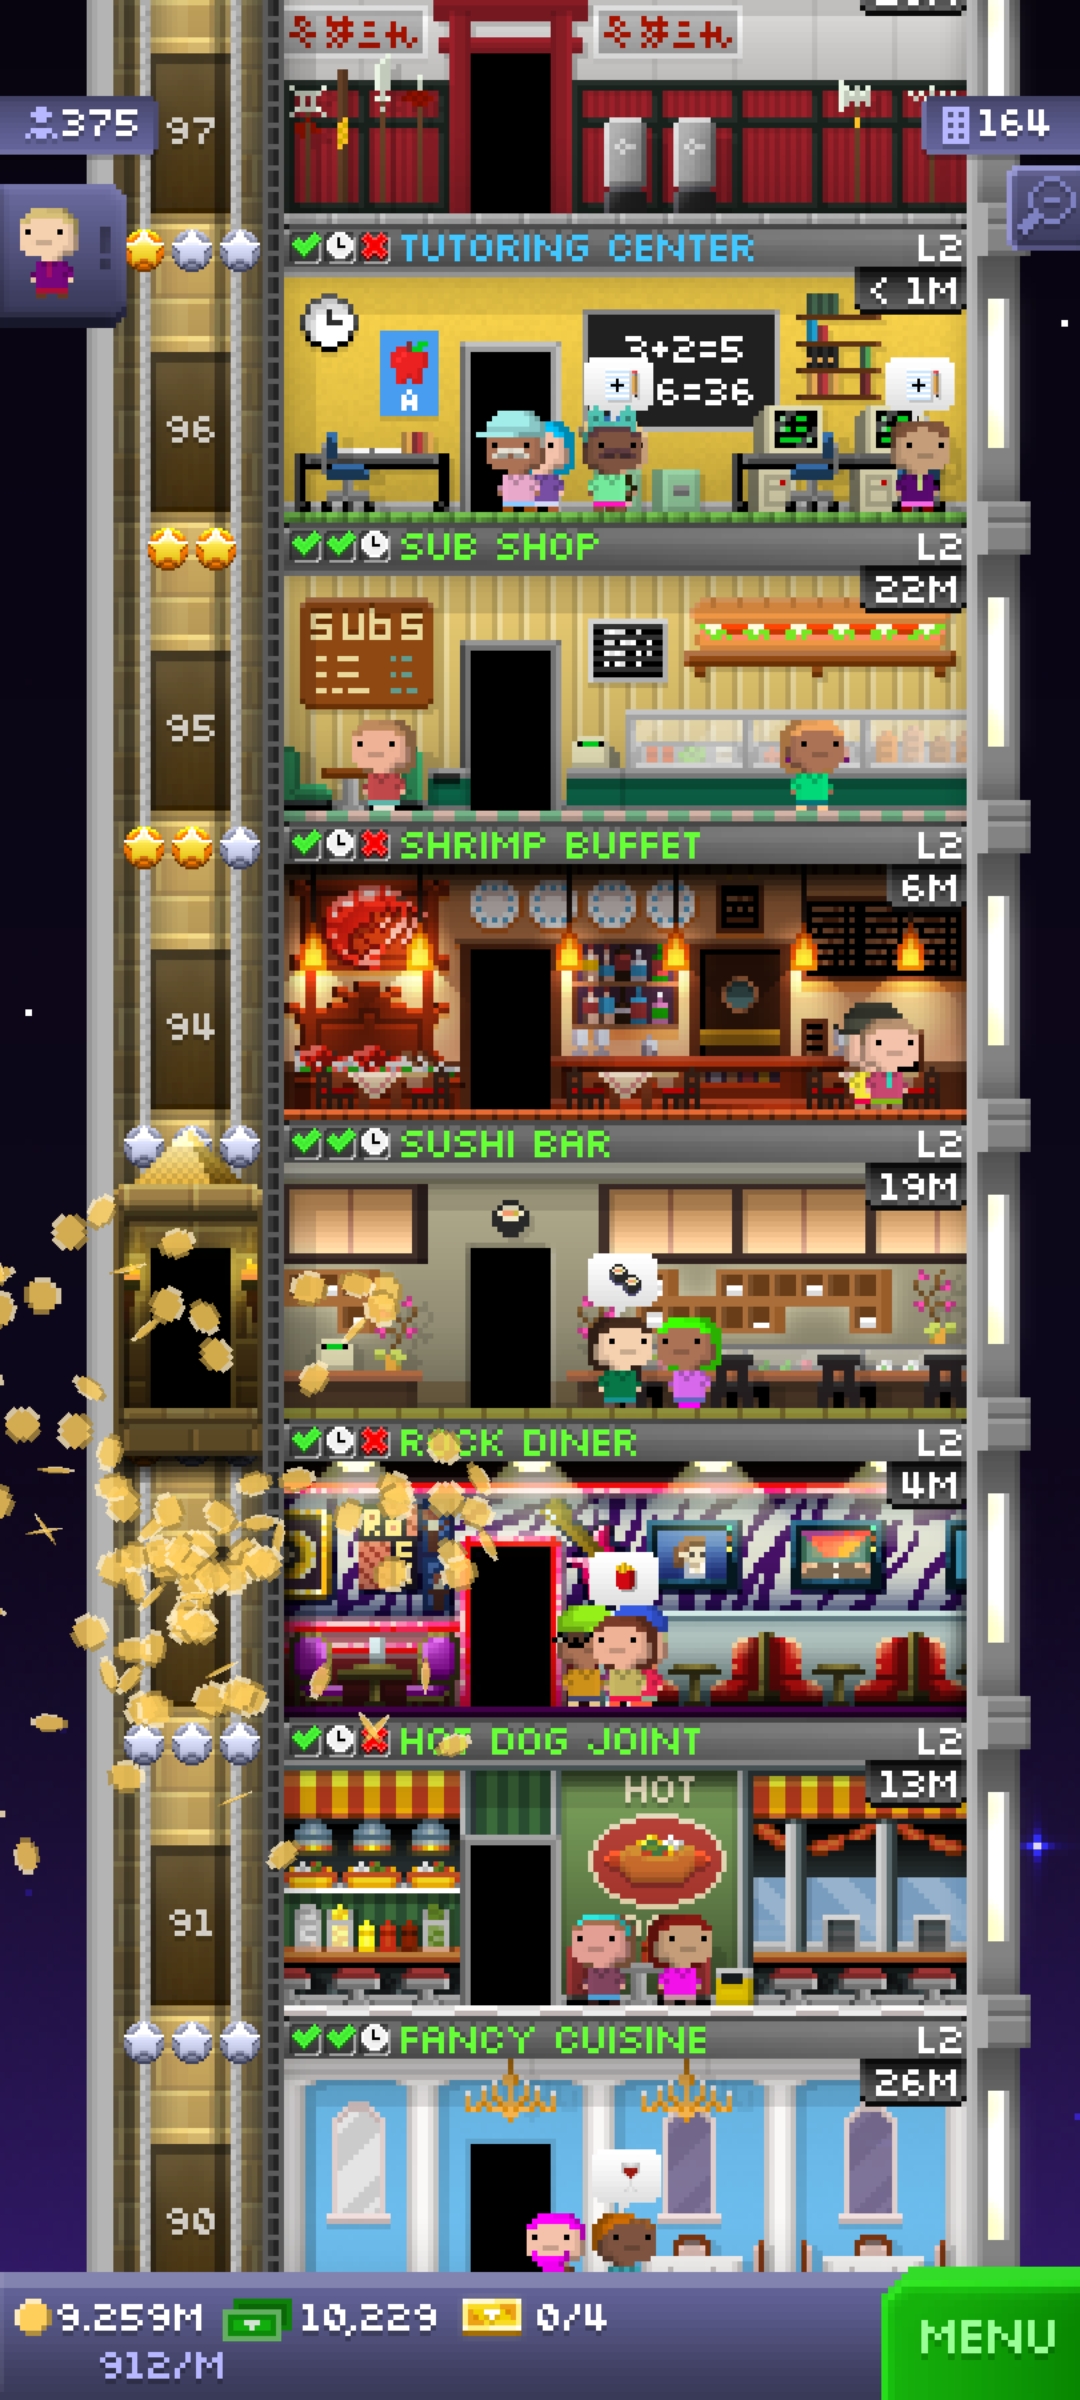 375
97
164
TUTORING CENTER
L2
< 1M
3+2=5
6=36
A
96
SUB SHOP
L2
22M
SUBS
95
SHRIMP BUFFET
L2
6M
94
SUSHI BAR
L2
19M
ROCK DINER
L2
4M
HOT DOG JOINT
L2
13M
HOT
91
FANCY CUISINE
L2
26M
90
9.259M
10,229
0/4
912/M
MENU